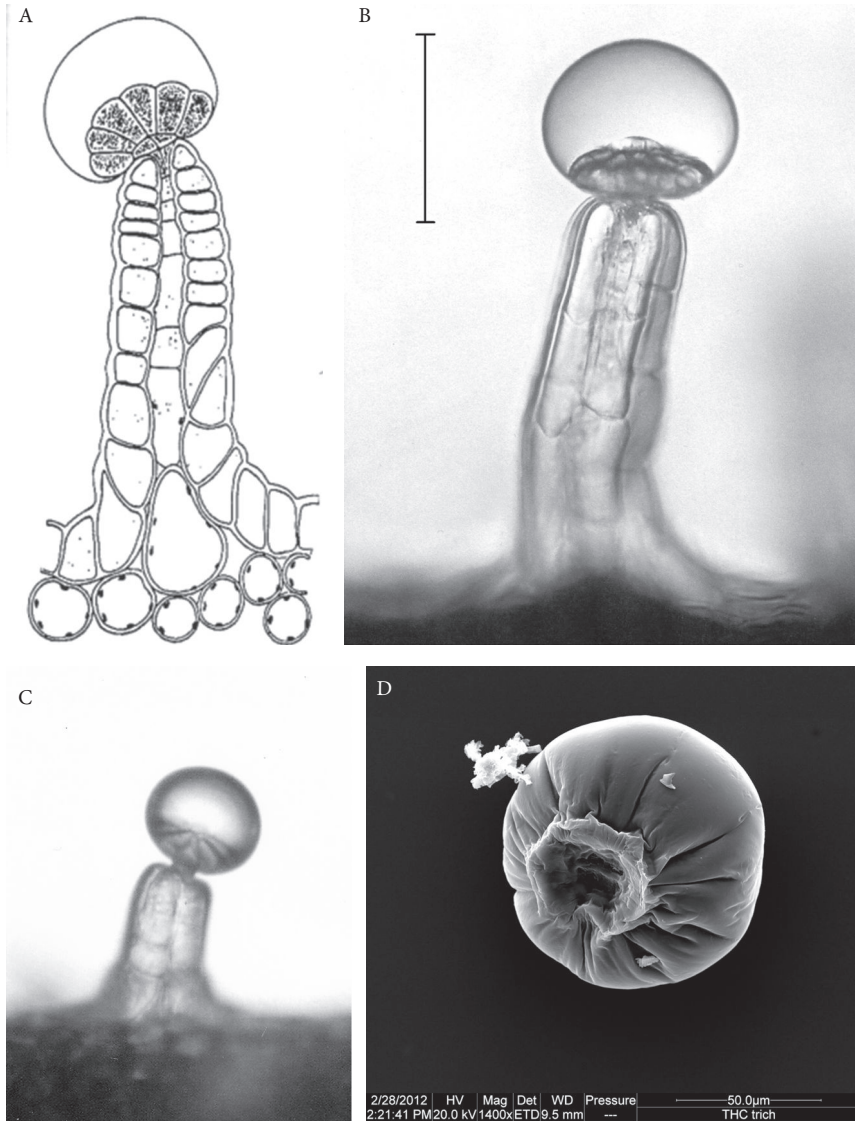 A
B
C
D
2/28/2012 HV Mag Det WD Pressure 50.0µm
2:21:41 PM 20.0 kV 1400x ETD 9.5 mm --- THC trich